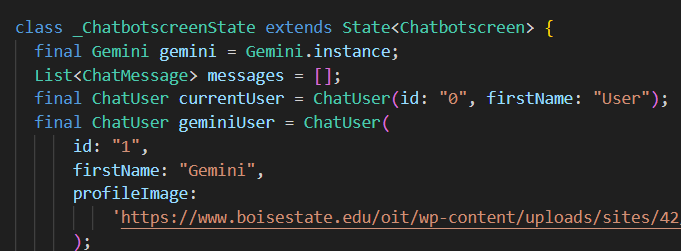 class _ChatbotscreenState extends State<Chatbotscreen> {
final Gemini gemini = Gemini.instance;
List<ChatMessage> messages = [];
final ChatUser currentUser = ChatUser(id: "0", firstName: "User");
final ChatUser geminiUser = ChatUser(
id: "1",
firstName: "Gemini",
profileImage:
'https://www.boisestate.edu/oit/wp-content/uploads/sites/42
);